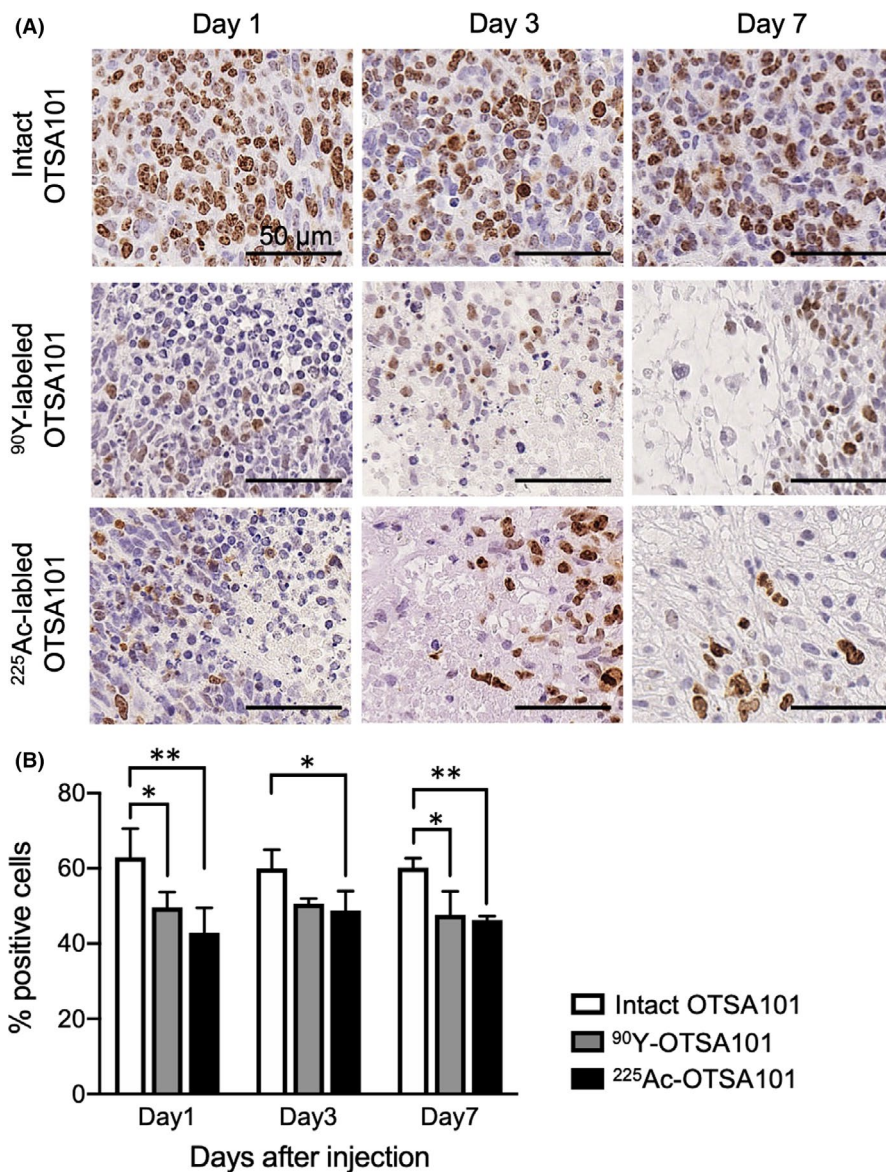 (A)
Day 1
Day 3
Day 7
Intact
OTSA101
50 µm
⁹⁰Y-labeled
OTSA101
²²⁵Ac-labled
OTSA101
(B)
% positive cells
80
60
40
20
0
**
*
*
**
*
Day1
Day3
Day7
Days after injection
Intact OTSA101
⁹⁰Y-OTSA101
²²⁵Ac-OTSA101